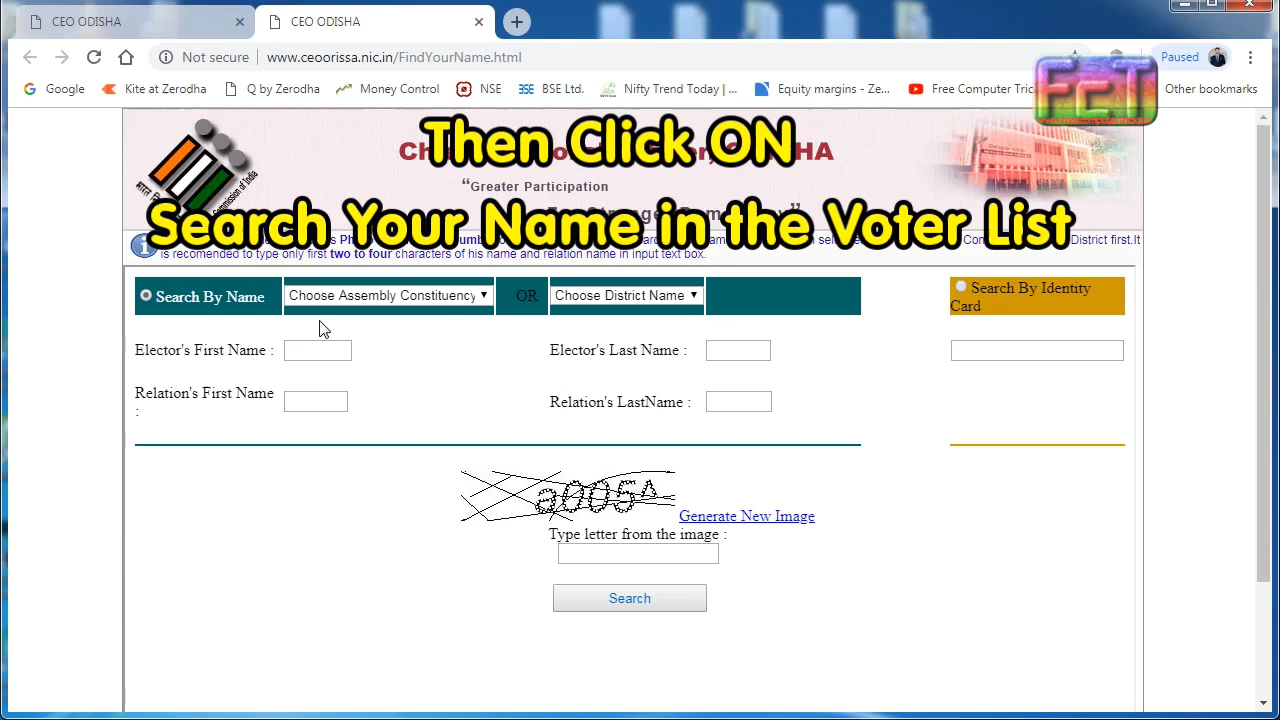 CEO ODISHA
CEO ODISHA
Not secure | www.ceoorissa.nic.in/FindYourName.html
Paused
Google Kite at Zerodha Q by Zerodha Money Control NSE BSE Ltd. Nifty Trend Today | ... Equity margins - Ze... Free Computer Tric Other bookmarks
FcT
Then Click ON
"Greater Participation
Search Your Name in the Voter List
District first.It
is recomended to type only first two to four characters of his name and relation name in input text box.
Search By Name Choose Assembly Constituency OR Choose District Name Search By Identity
Card
Elector's First Name : Elector's Last Name :
Relation's First Name
: Relation's LastName :
a005^
Generate New Image
Type letter from the image :
Search